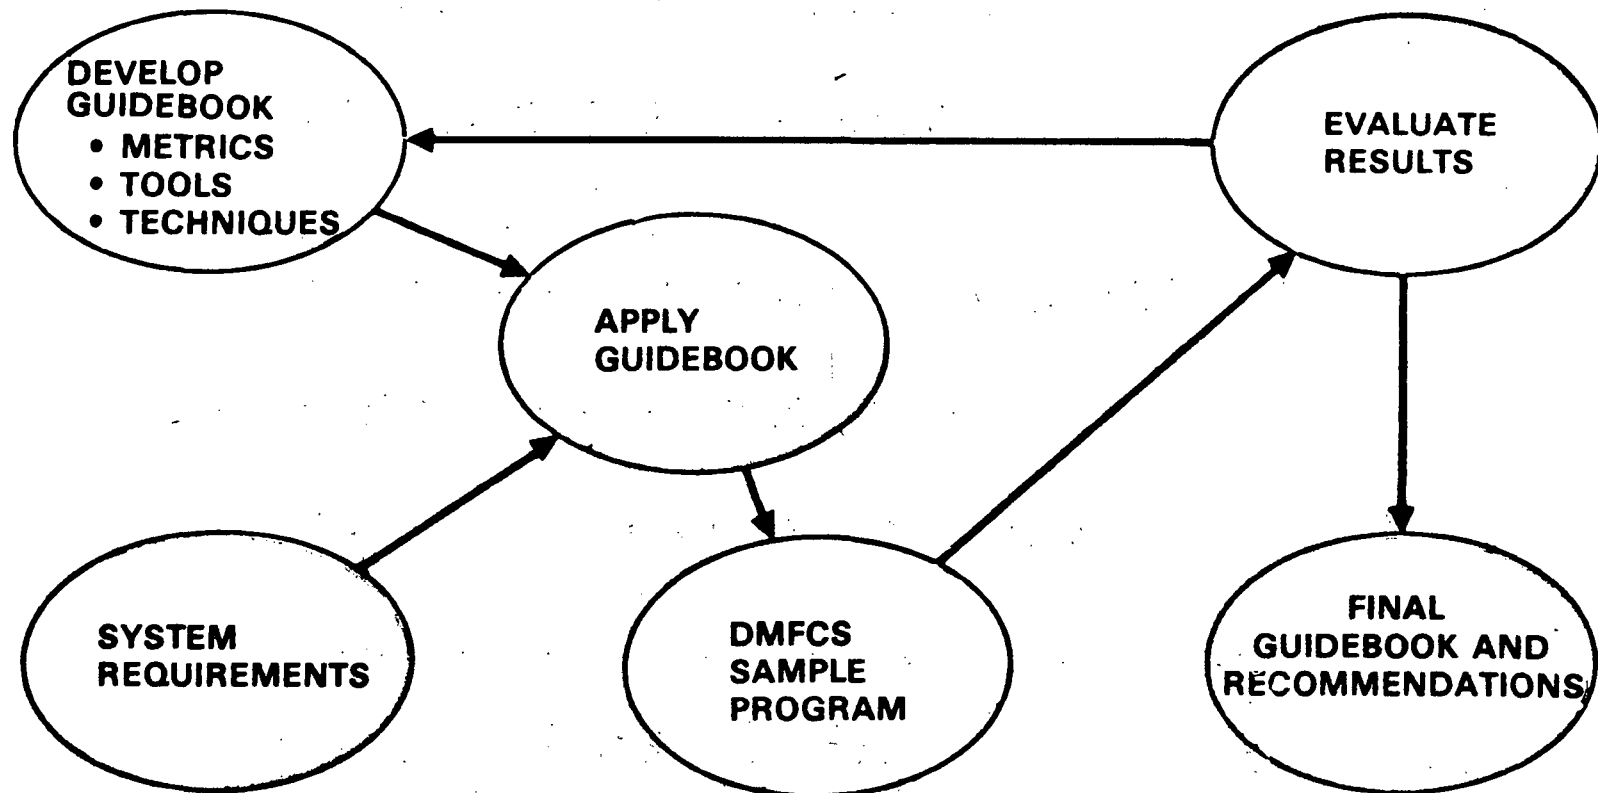 DEVELOP
GUIDEBOOK
• METRICS
• TOOLS
• TECHNIQUES
EVALUATE
RESULTS
APPLY
GUIDEBOOK
SYSTEM
REQUIREMENTS
DMFCS
SAMPLE
PROGRAM
FINAL
GUIDEBOOK AND
RECOMMENDATIONS